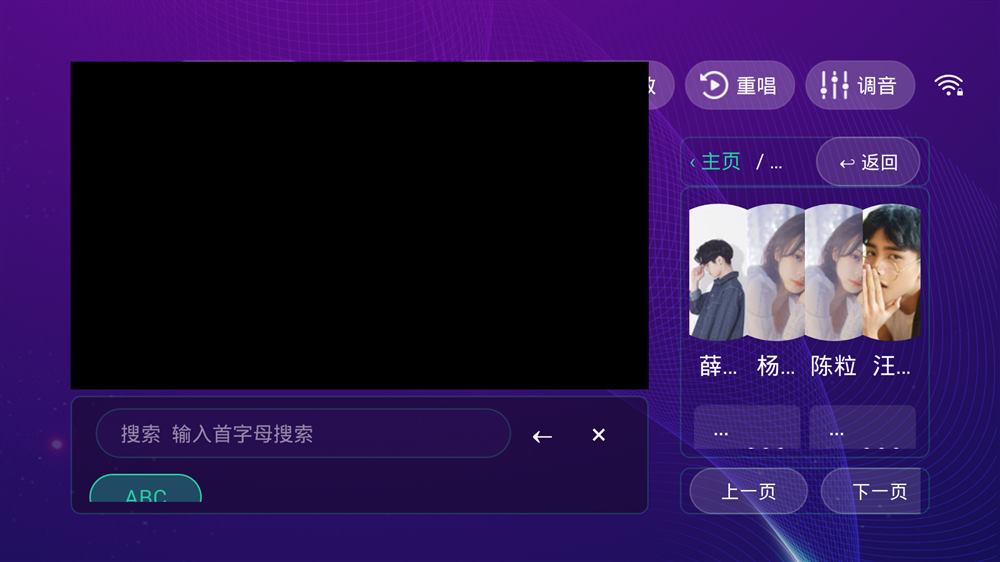 重唱
调音
‹ 主页 / ...
↩ 返回
薛... 杨... 陈粒 汪...
... ...
搜索 输入首字母搜索
← ×
ABC
上一页 下一页